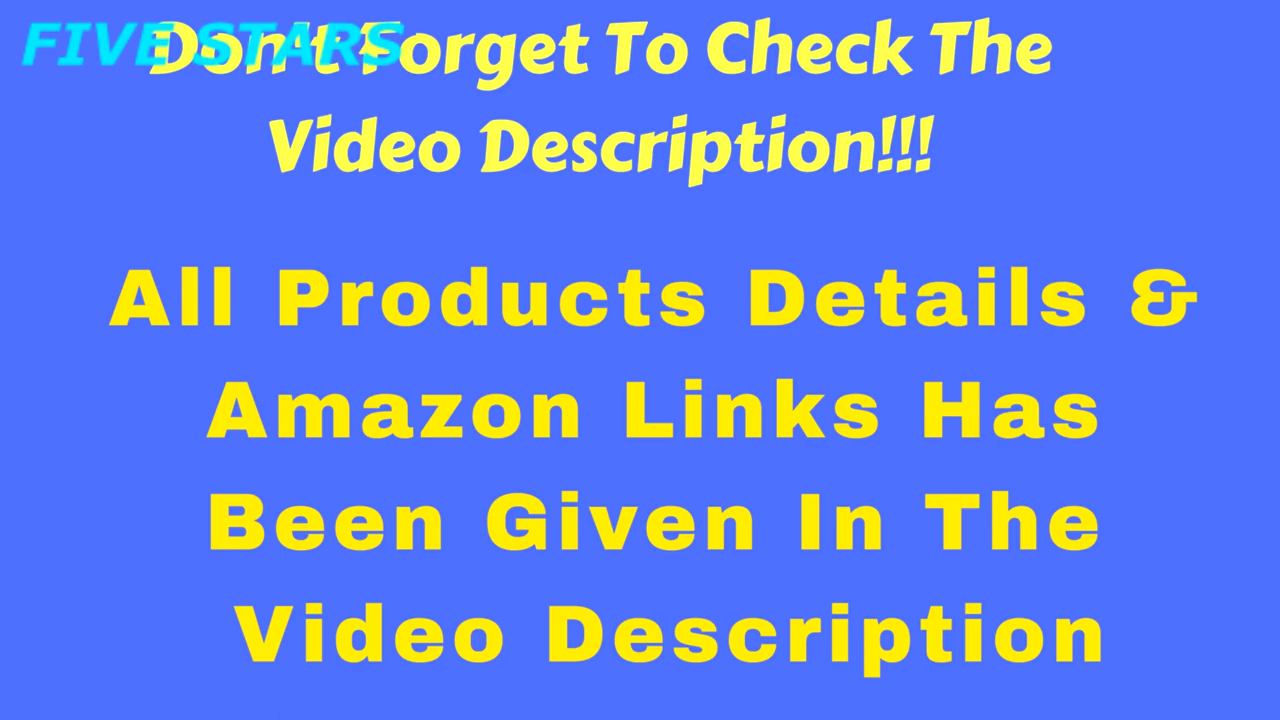 FIVE STARS
Don't Forget To Check The
Video Description!!!
All Products Details &
Amazon Links Has
Been Given In The
Video Description